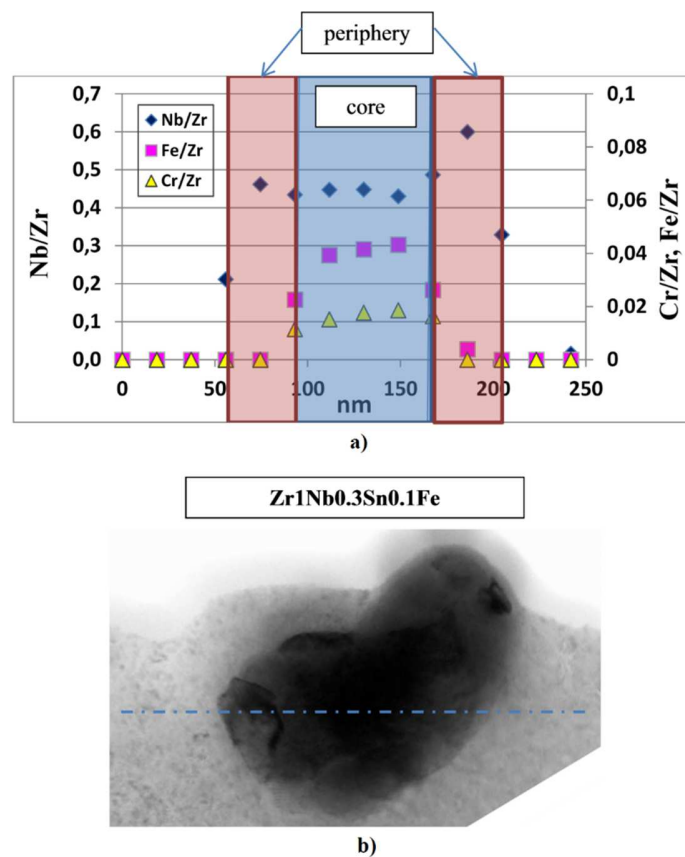 periphery
core
0,7
0,6
0,5
0,4
0,3
0,2
0,1
0,0
Nb/Zr
Nb/Zr
Fe/Zr
Cr/Zr
0,1
0,08
0,06
0,04
0,02
0
Cr/Zr, Fe/Zr
0 50 100 150 200 250
nm
a)
Zr1Nb0.3Sn0.1Fe
b)